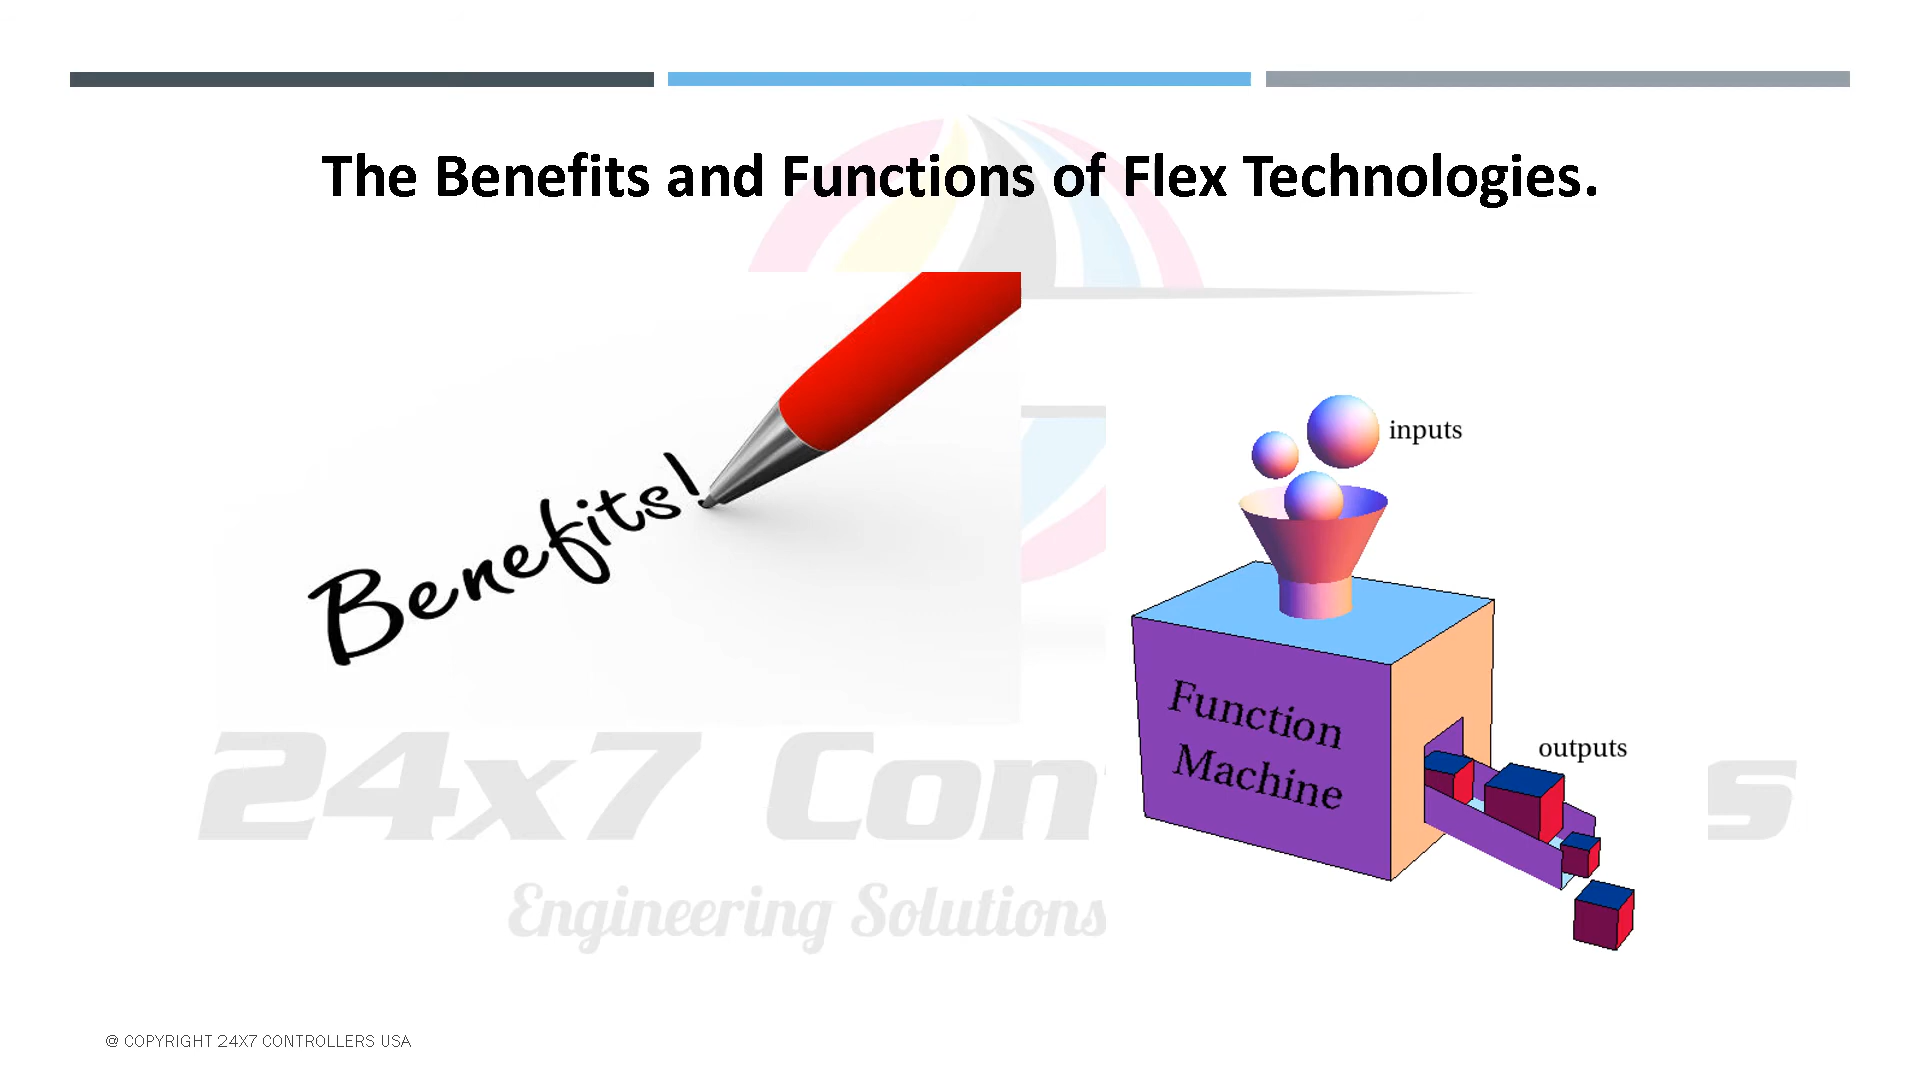 The Benefits and Functions of Flex Technologies.
Benefits!
inputs
Function
Machine
outputs
24x7 Con s
Engineering Solutions
@ COPYRIGHT 24X7 CONTROLLERS USA